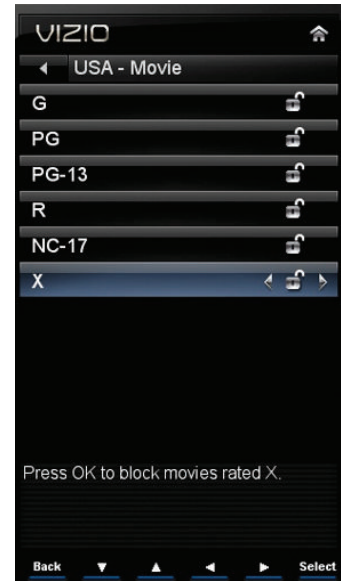 VIZIO
USA - Movie
G
PG
PG-13
R
NC-17
X
Press OK to block movies rated X.
Back Select